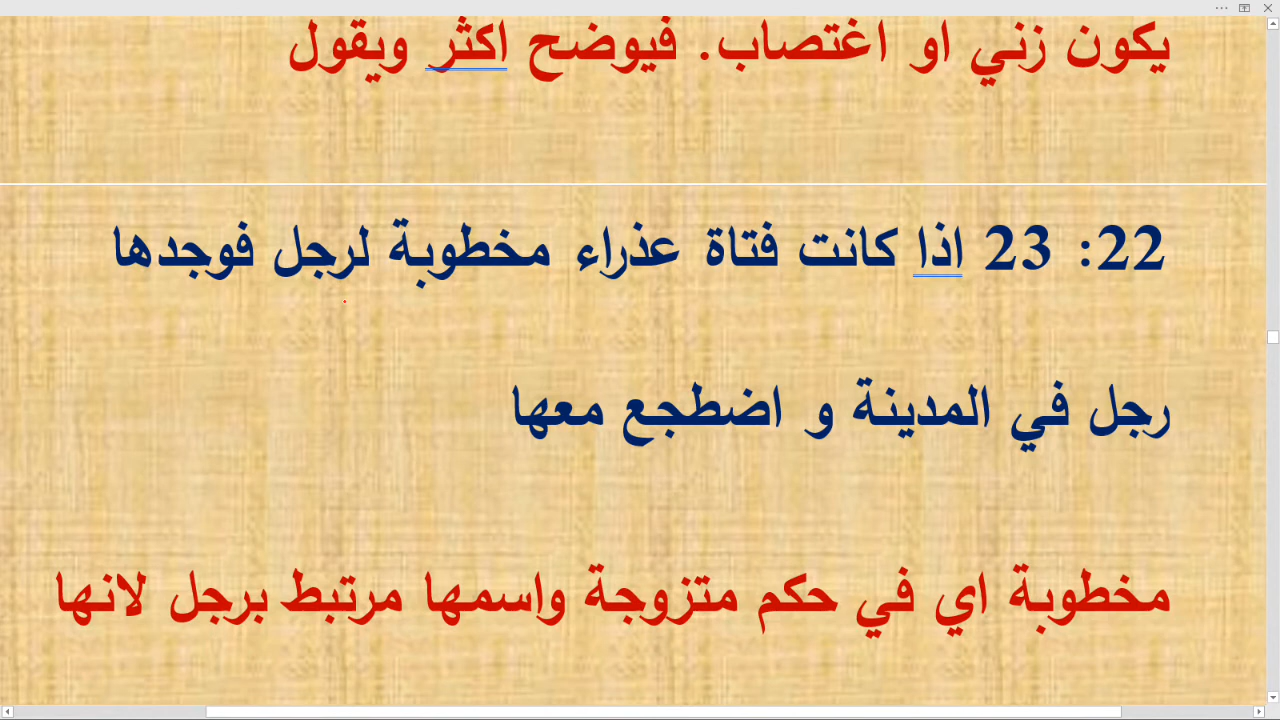 يكون زني او اغتصاب. فيوضح اكثر ويقول
22: 23 اذا كانت فتاة عذراء مخطوبة لرجل فوجدها
رجل في المدينة و اضطجع معها
مخطوبة اي في حكم متزوجة واسمها مرتبط برجل لانها